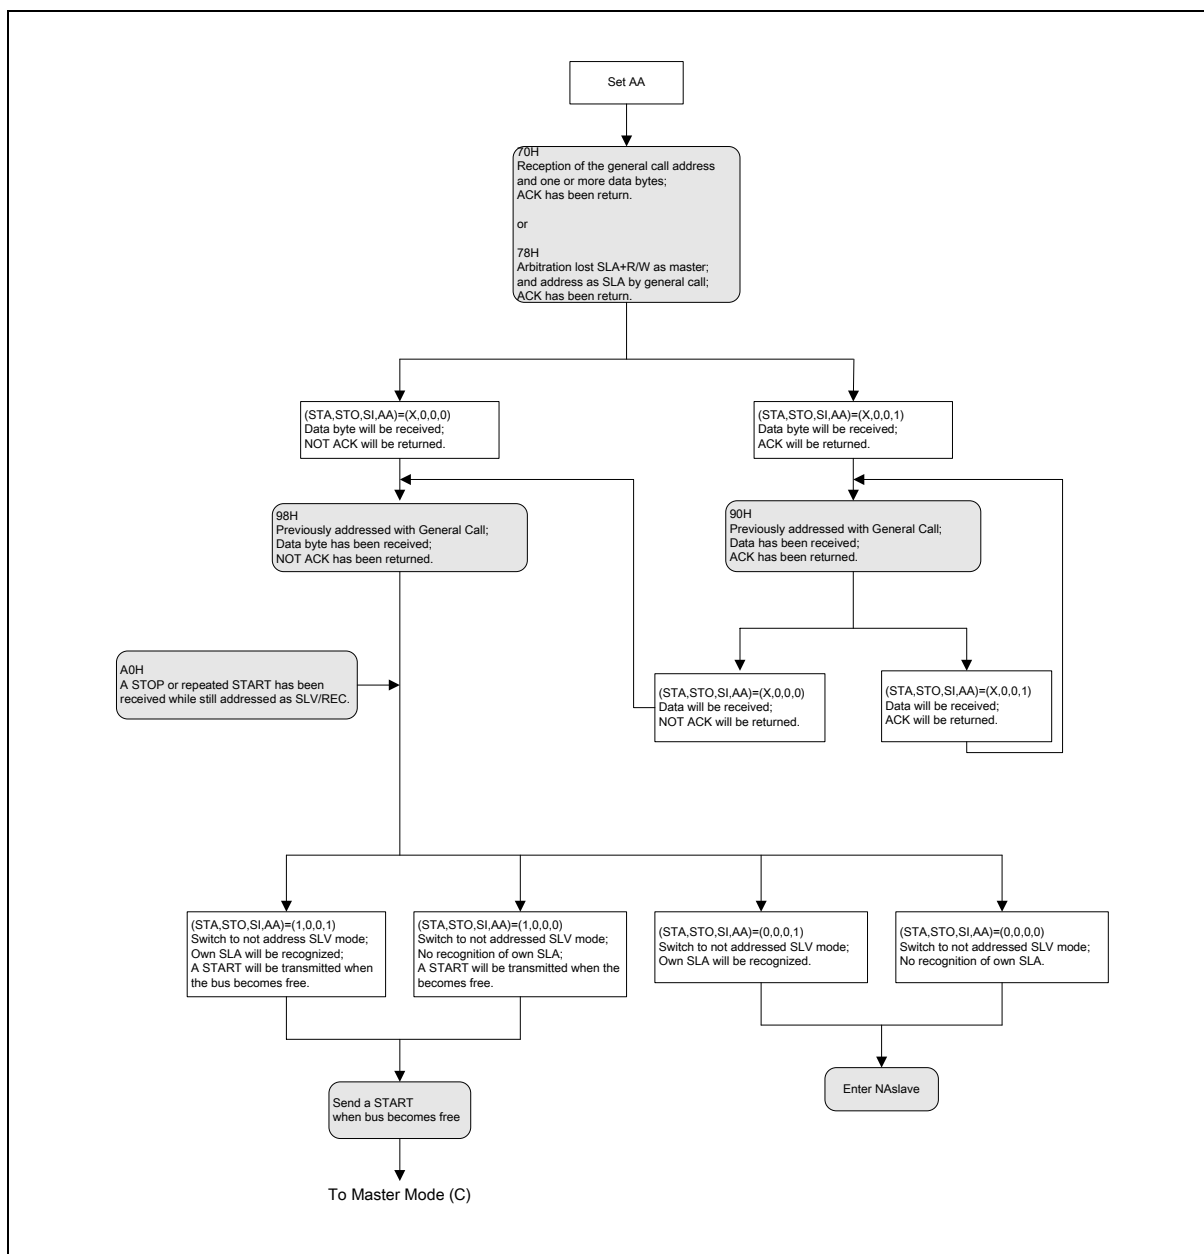 Set AA
70H
Reception of the general call address
and one or more data bytes;
ACK has been return.
or
78H
Arbitration lost SLA+R/W as master;
and address as SLA by general call;
ACK has been return.
(STA,STO,SI,AA)=(X,0,0,0)
Data byte will be received;
NOT ACK will be returned.
(STA,STO,SI,AA)=(X,0,0,1)
Data byte will be received;
ACK will be returned.
98H
Previously addressed with General Call;
Data byte has been received;
NOT ACK has been returned.
90H
Previously addressed with General Call;
Data has been received;
ACK has been returned.
A0H
A STOP or repeated START has been
received while still addressed as SLV/REC.
(STA,STO,SI,AA)=(X,0,0,0)
Data will be received;
NOT ACK will be returned.
(STA,STO,SI,AA)=(X,0,0,1)
Data will be received;
ACK will be returned.
(STA,STO,SI,AA)=(1,0,0,1)
Switch to not address SLV mode;
Own SLA will be recognized;
A START will be transmitted when
the bus becomes free.
(STA,STO,SI,AA)=(1,0,0,0)
Switch to not addressed SLV mode;
No recognition of own SLA;
A START will be transmitted when the
becomes free.
(STA,STO,SI,AA)=(0,0,0,1)
Switch to not addressed SLV mode;
Own SLA will be recognized.
(STA,STO,SI,AA)=(0,0,0,0)
Switch to not addressed SLV mode;
No recognition of own SLA.
Send a START
when bus becomes free
Enter NAslave
To Master Mode (C)